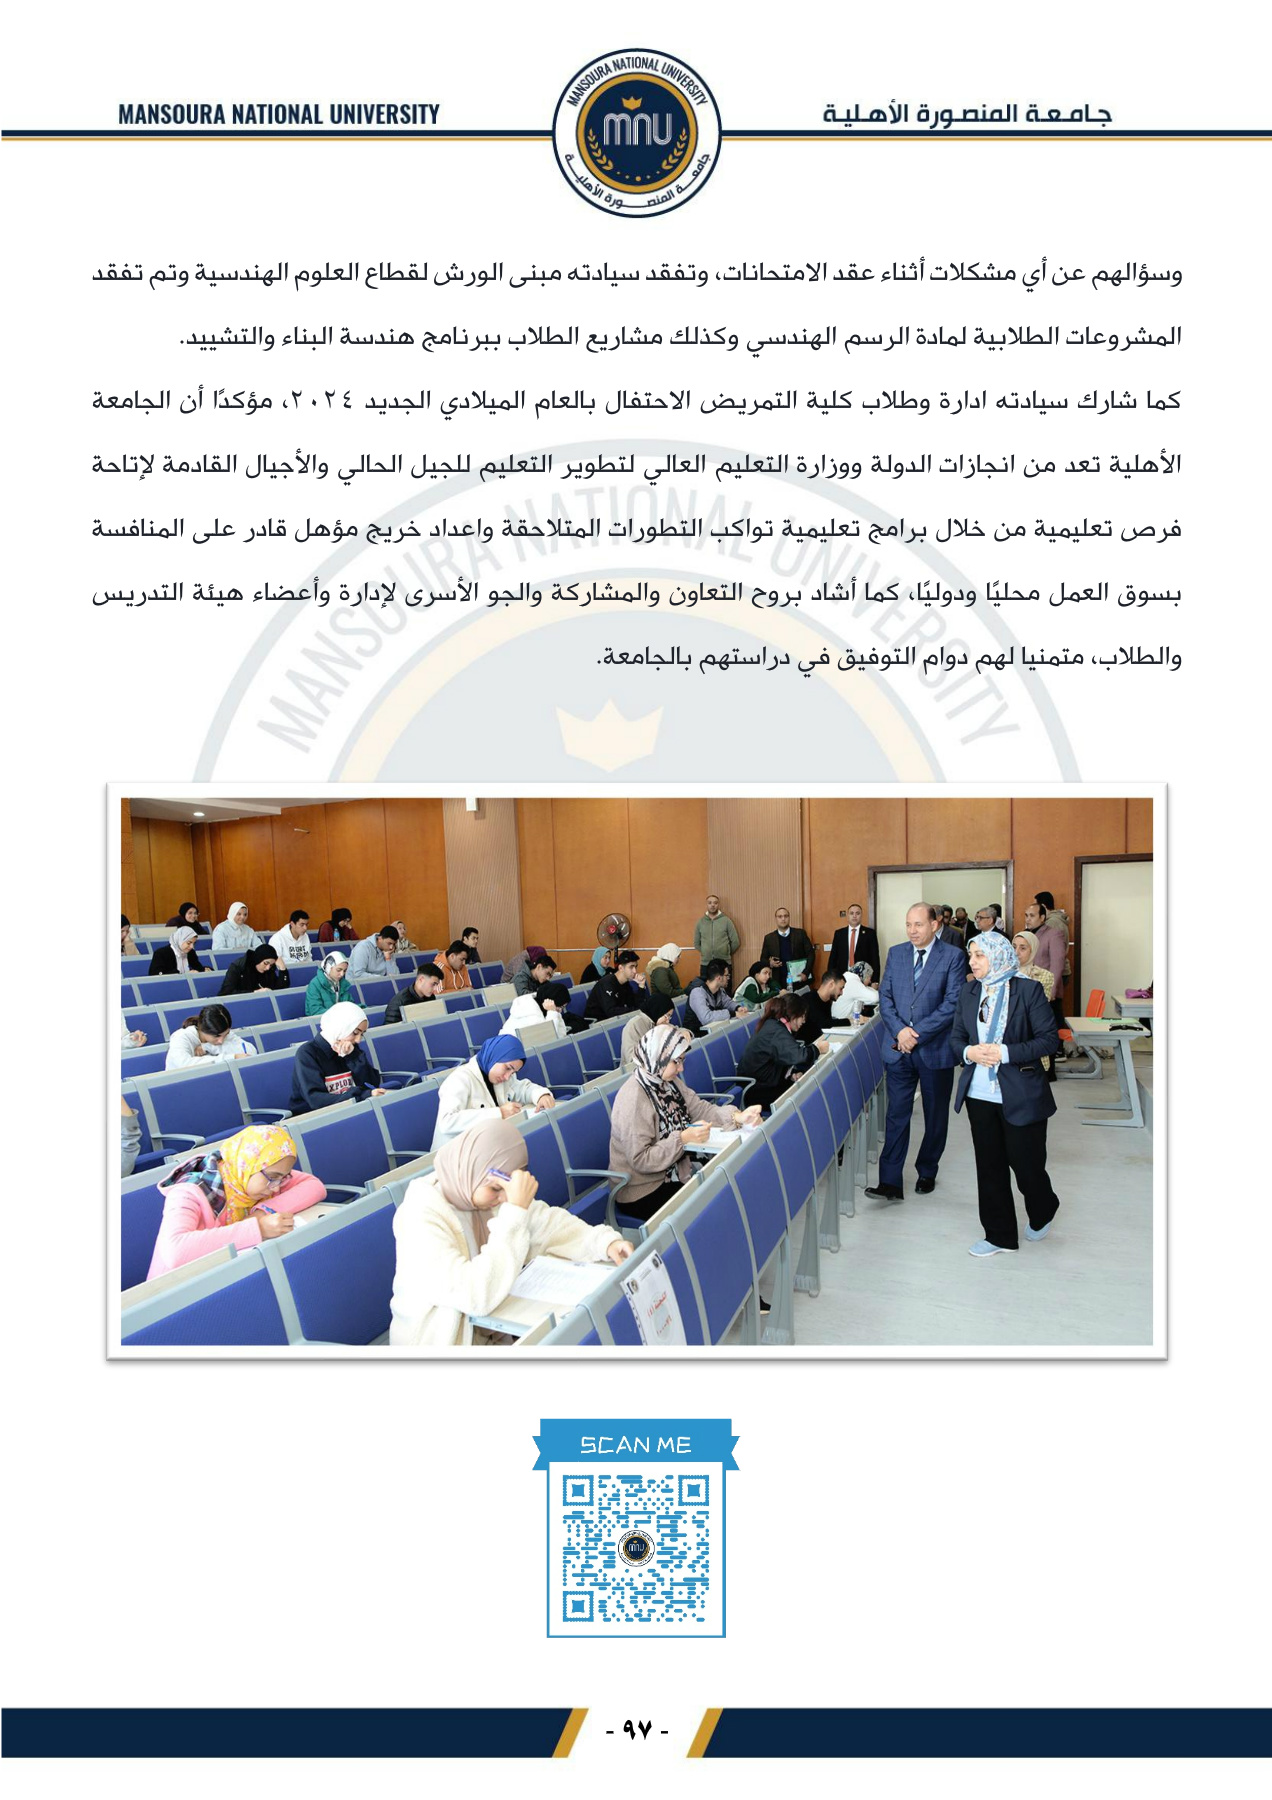 MANSOURA NATIONAL UNIVERSITY
جامعة المنصورة الأهلية
MANSOURA NATIONAL UNIVERSITY
mnu
جامعة المنصورة الأهلية
وسؤالهم عن أي مشكلات أثناء عقد الامتحانات، وتفقد سيادته مبنى الورش لقطاع العلوم الهندسية وتم تفقد
المشروعات الطلابية لمادة الرسم الهندسي وكذلك مشاريع الطلاب ببرنامج هندسة البناء والتشييد.
كما شارك سيادته ادارة وطلاب كلية التمريض الاحتفال بالعام الميلادي الجديد ٢٠٢٤، مؤكدًا أن الجامعة
الأهلية تعد من انجازات الدولة ووزارة التعليم العالي لتطوير التعليم للجيل الحالي والأجيال القادمة لإتاحة
فرص تعليمية من خلال برامج تعليمية تواكب التطورات المتلاحقة واعداد خريج مؤهل قادر على المنافسة
بسوق العمل محليًا ودوليًا، كما أشاد بروح التعاون والمشاركة والجو الأسرى لإدارة وأعضاء هيئة التدريس
والطلاب، متمنيا لهم دوام التوفيق في دراستهم بالجامعة.
MANSOURA NATIONAL UNIVERSITY
SCAN ME
mnu
- ٩٧ -